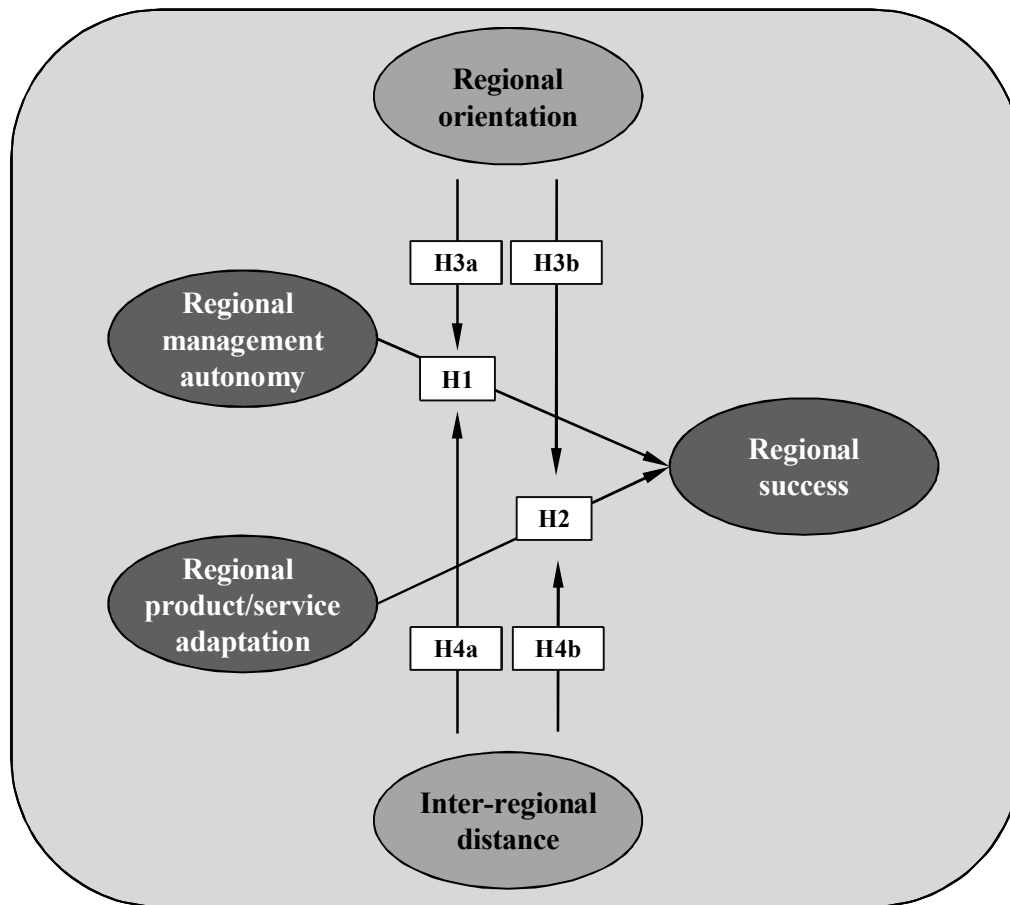 Regional
orientation
H3a
H3b
Regional
management
autonomy
H1
Regional
success
H2
Regional
product/service
adaptation
H4a
H4b
Inter-regional
distance